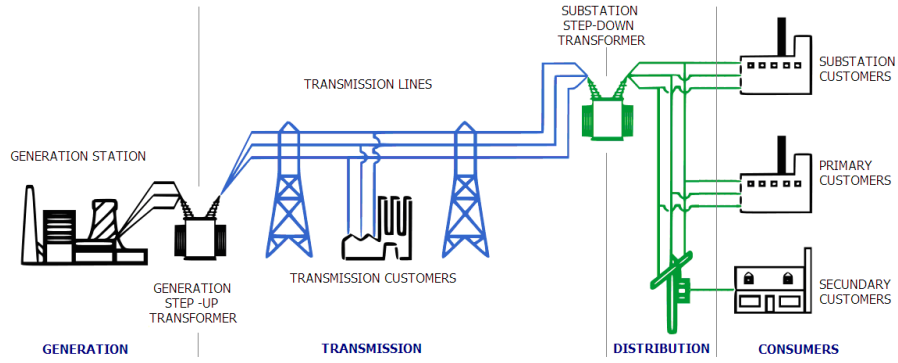 SUBSTATION
STEP-DOWN
TRANSFORMER
SUBSTATION
CUSTOMERS
TRANSMISSION LINES
GENERATION STATION
PRIMARY
CUSTOMERS
TRANSMISSION CUSTOMERS
GENERATION
STEP -UP
TRANSFORMER
SECUNDARY
CUSTOMERS
GENERATION
TRANSMISSION
DISTRIBUTION
CONSUMERS